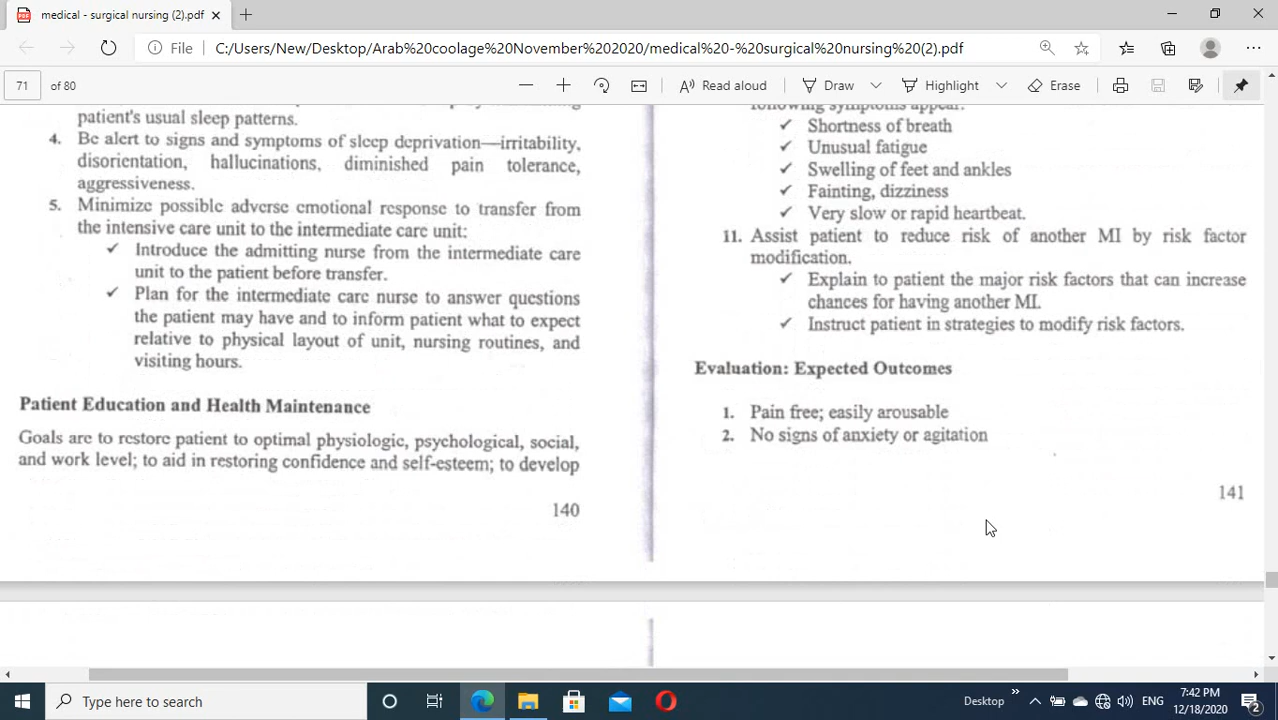 medical - surgical nursing (2).pdf
File
C:/Users/New/Desktop/Arab%20coolage%20November%202020/medical%20-%20surgical%20nursing%20(2).pdf
71 of 80
Read aloud
Draw
Highlight
Erase
patient's usual sleep patterns.
4. Be alert to signs and symptoms of sleep deprivation—irritability,
disorientation, hallucinations, diminished pain tolerance,
aggressiveness.
5. Minimize possible adverse emotional response to transfer from
the intensive care unit to the intermediate care unit:
✓ Introduce the admitting nurse from the intermediate care
unit to the patient before transfer.
✓ Plan for the intermediate care nurse to answer questions
the patient may have and to inform patient what to expect
relative to physical layout of unit, nursing routines, and
visiting hours.
Patient Education and Health Maintenance
Goals are to restore patient to optimal physiologic, psychological, social,
and work level; to aid in restoring confidence and self-esteem; to develop
140
following symptoms appear:
✓ Shortness of breath
✓ Unusual fatigue
✓ Swelling of feet and ankles
✓ Fainting, dizziness
✓ Very slow or rapid heartbeat.
11. Assist patient to reduce risk of another MI by risk factor
modification.
✓ Explain to patient the major risk factors that can increase
chances for having another MI.
✓ Instruct patient in strategies to modify risk factors.
Evaluation: Expected Outcomes
1. Pain free; easily arousable
2. No signs of anxiety or agitation
141
Type here to search
Desktop
ENG
7:42 PM
12/18/2020
2